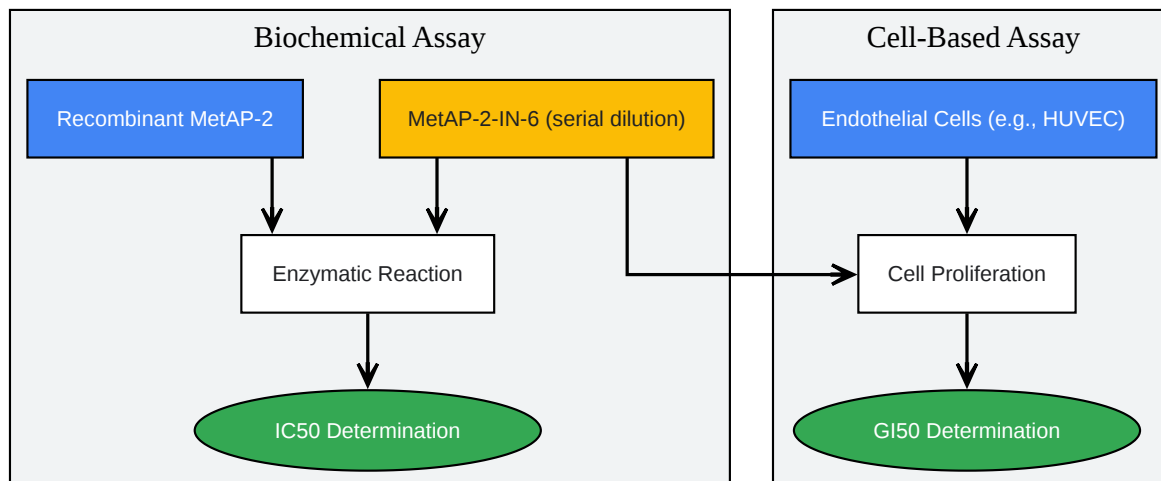 Biochemical Assay
Recombinant MetAP-2
MetAP-2-IN-6 (serial dilution)
Enzymatic Reaction
IC50 Determination
Cell-Based Assay
Endothelial Cells (e.g., HUVEC)
Cell Proliferation
GI50 Determination